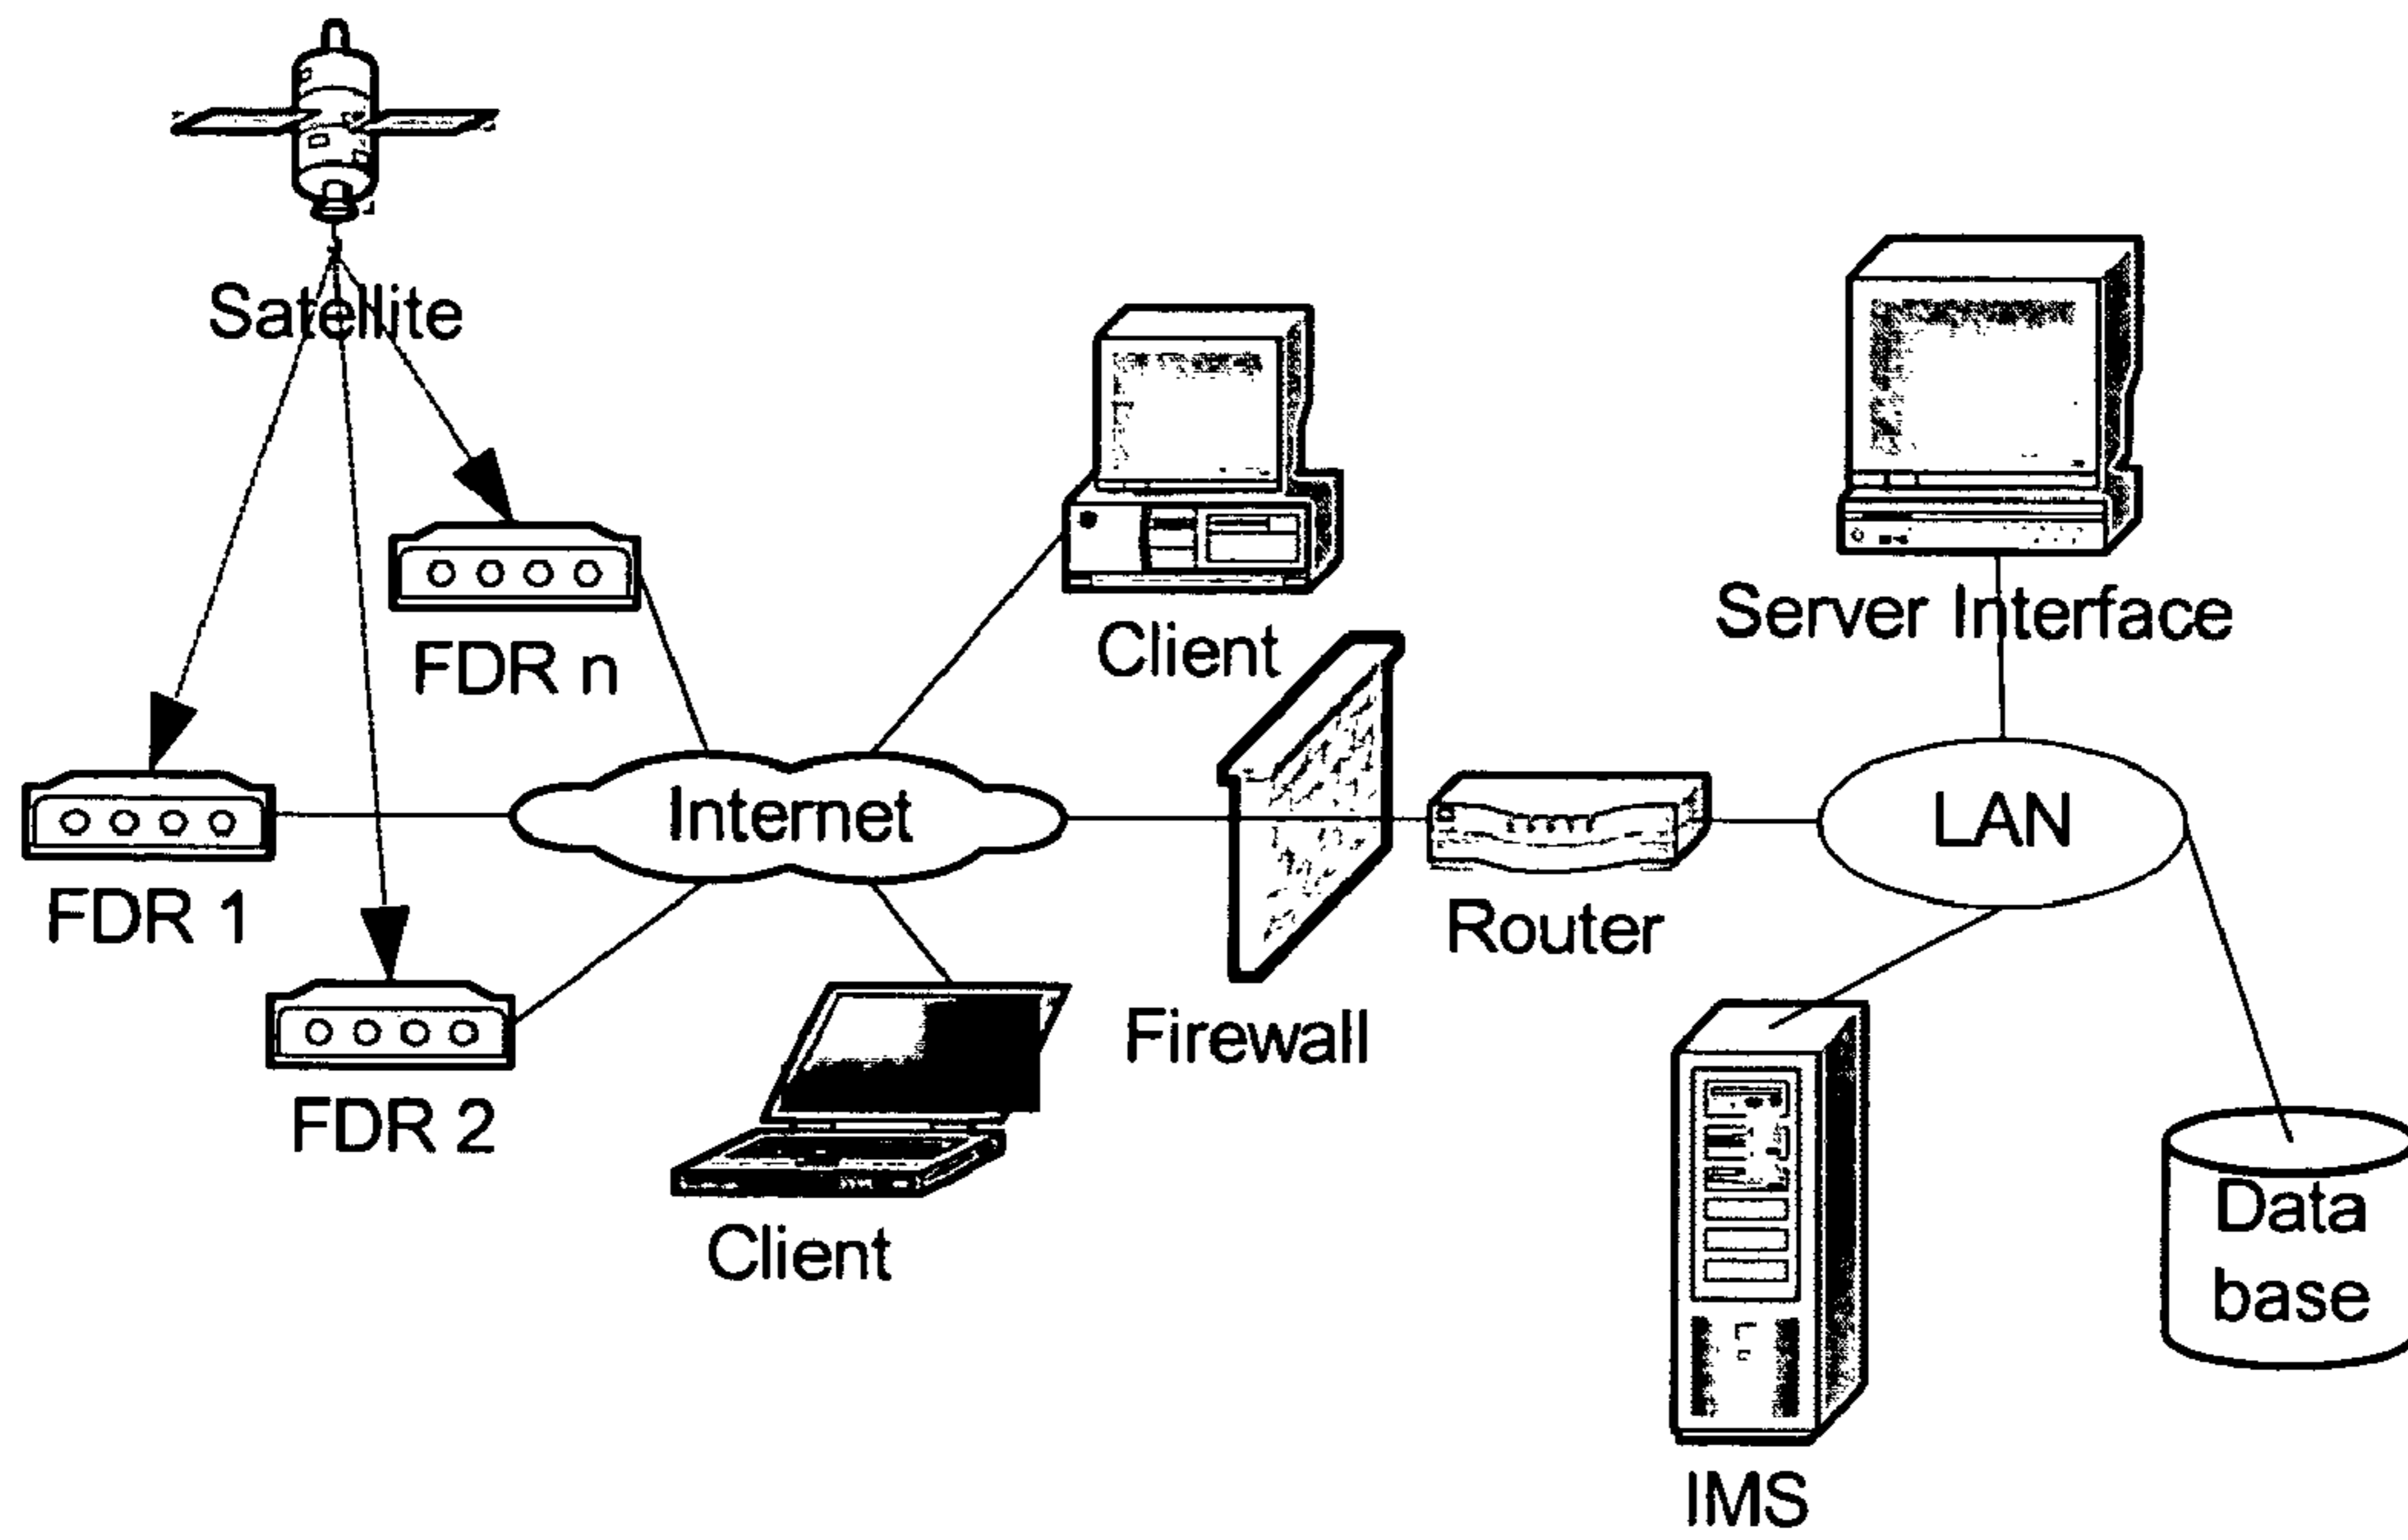 Satellite
Client
Server Interface
FDR n
Internet
LAN
FDR 1
Router
Firewall
FDR 2
Client
Data
base
IMS